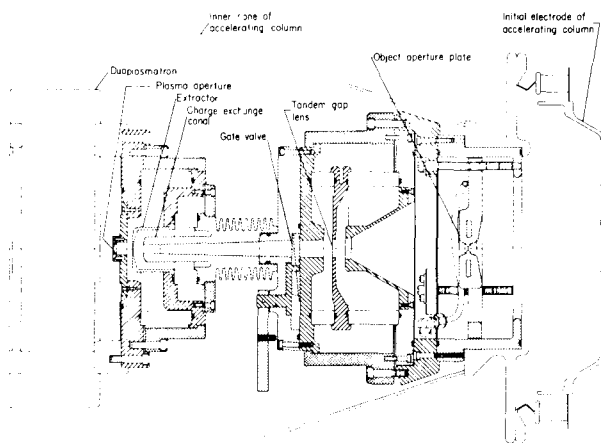 Inner cone of
accelerating column
Initial electrode of
accelerating column
Duoplasmatron
Plasma aperture
Extractor
Charge exchange
canal
Gate valve
Tandem gap
lens
Object aperture plate